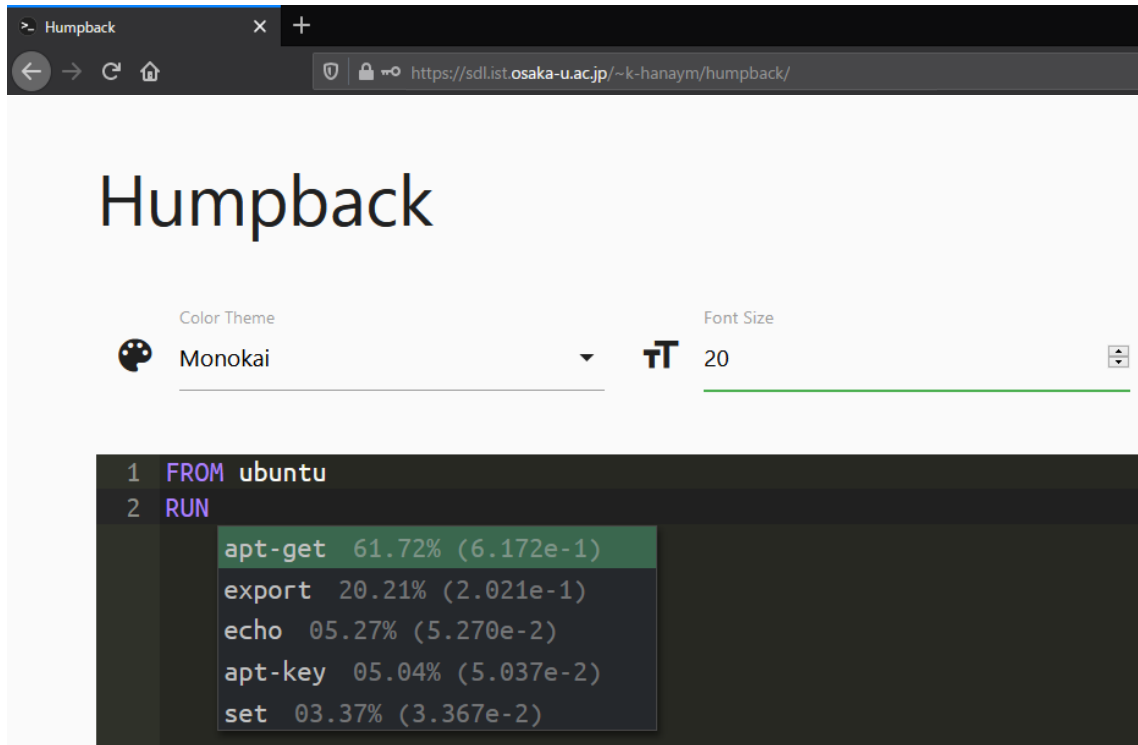 Humpback
https://sdl.ist.osaka-u.ac.jp/~k-hanaym/humpback/
Humpback
Color Theme
Font Size
Monokai
20
1 FROM ubuntu
2 RUN
apt-get 61.72% (6.172e-1)
export 20.21% (2.021e-1)
echo 05.27% (5.270e-2)
apt-key 05.04% (5.037e-2)
set 03.37% (3.367e-2)